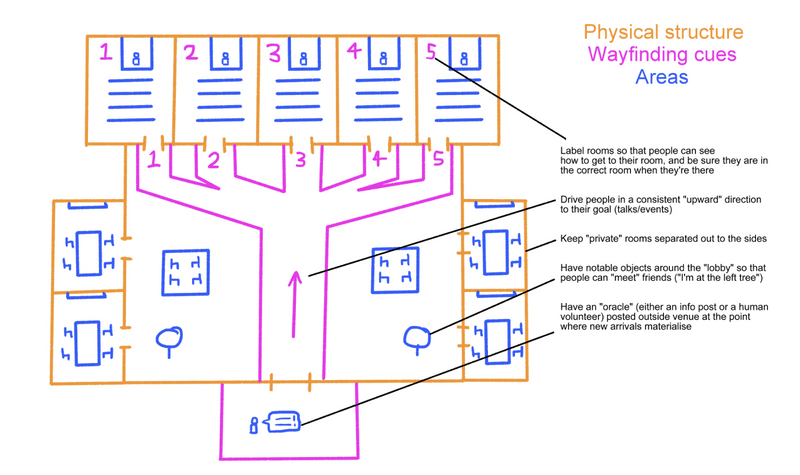 Physical structure
Wayfinding cues
Areas
1 2 3 4 5
1 2 3 4 5
Label rooms so that people can see
how to get to their room, and be sure they are in
the correct room when they're there
Drive people in a consistent "upward" direction
to their goal (talks/events)
Keep "private" rooms separated out to the sides
Have notable objects around the "lobby" so that
people can "meet" friends ("I'm at the left tree")
Have an "oracle" (either an info post or a human
volunteer) posted outside venue at the point
where new arrivals materialise